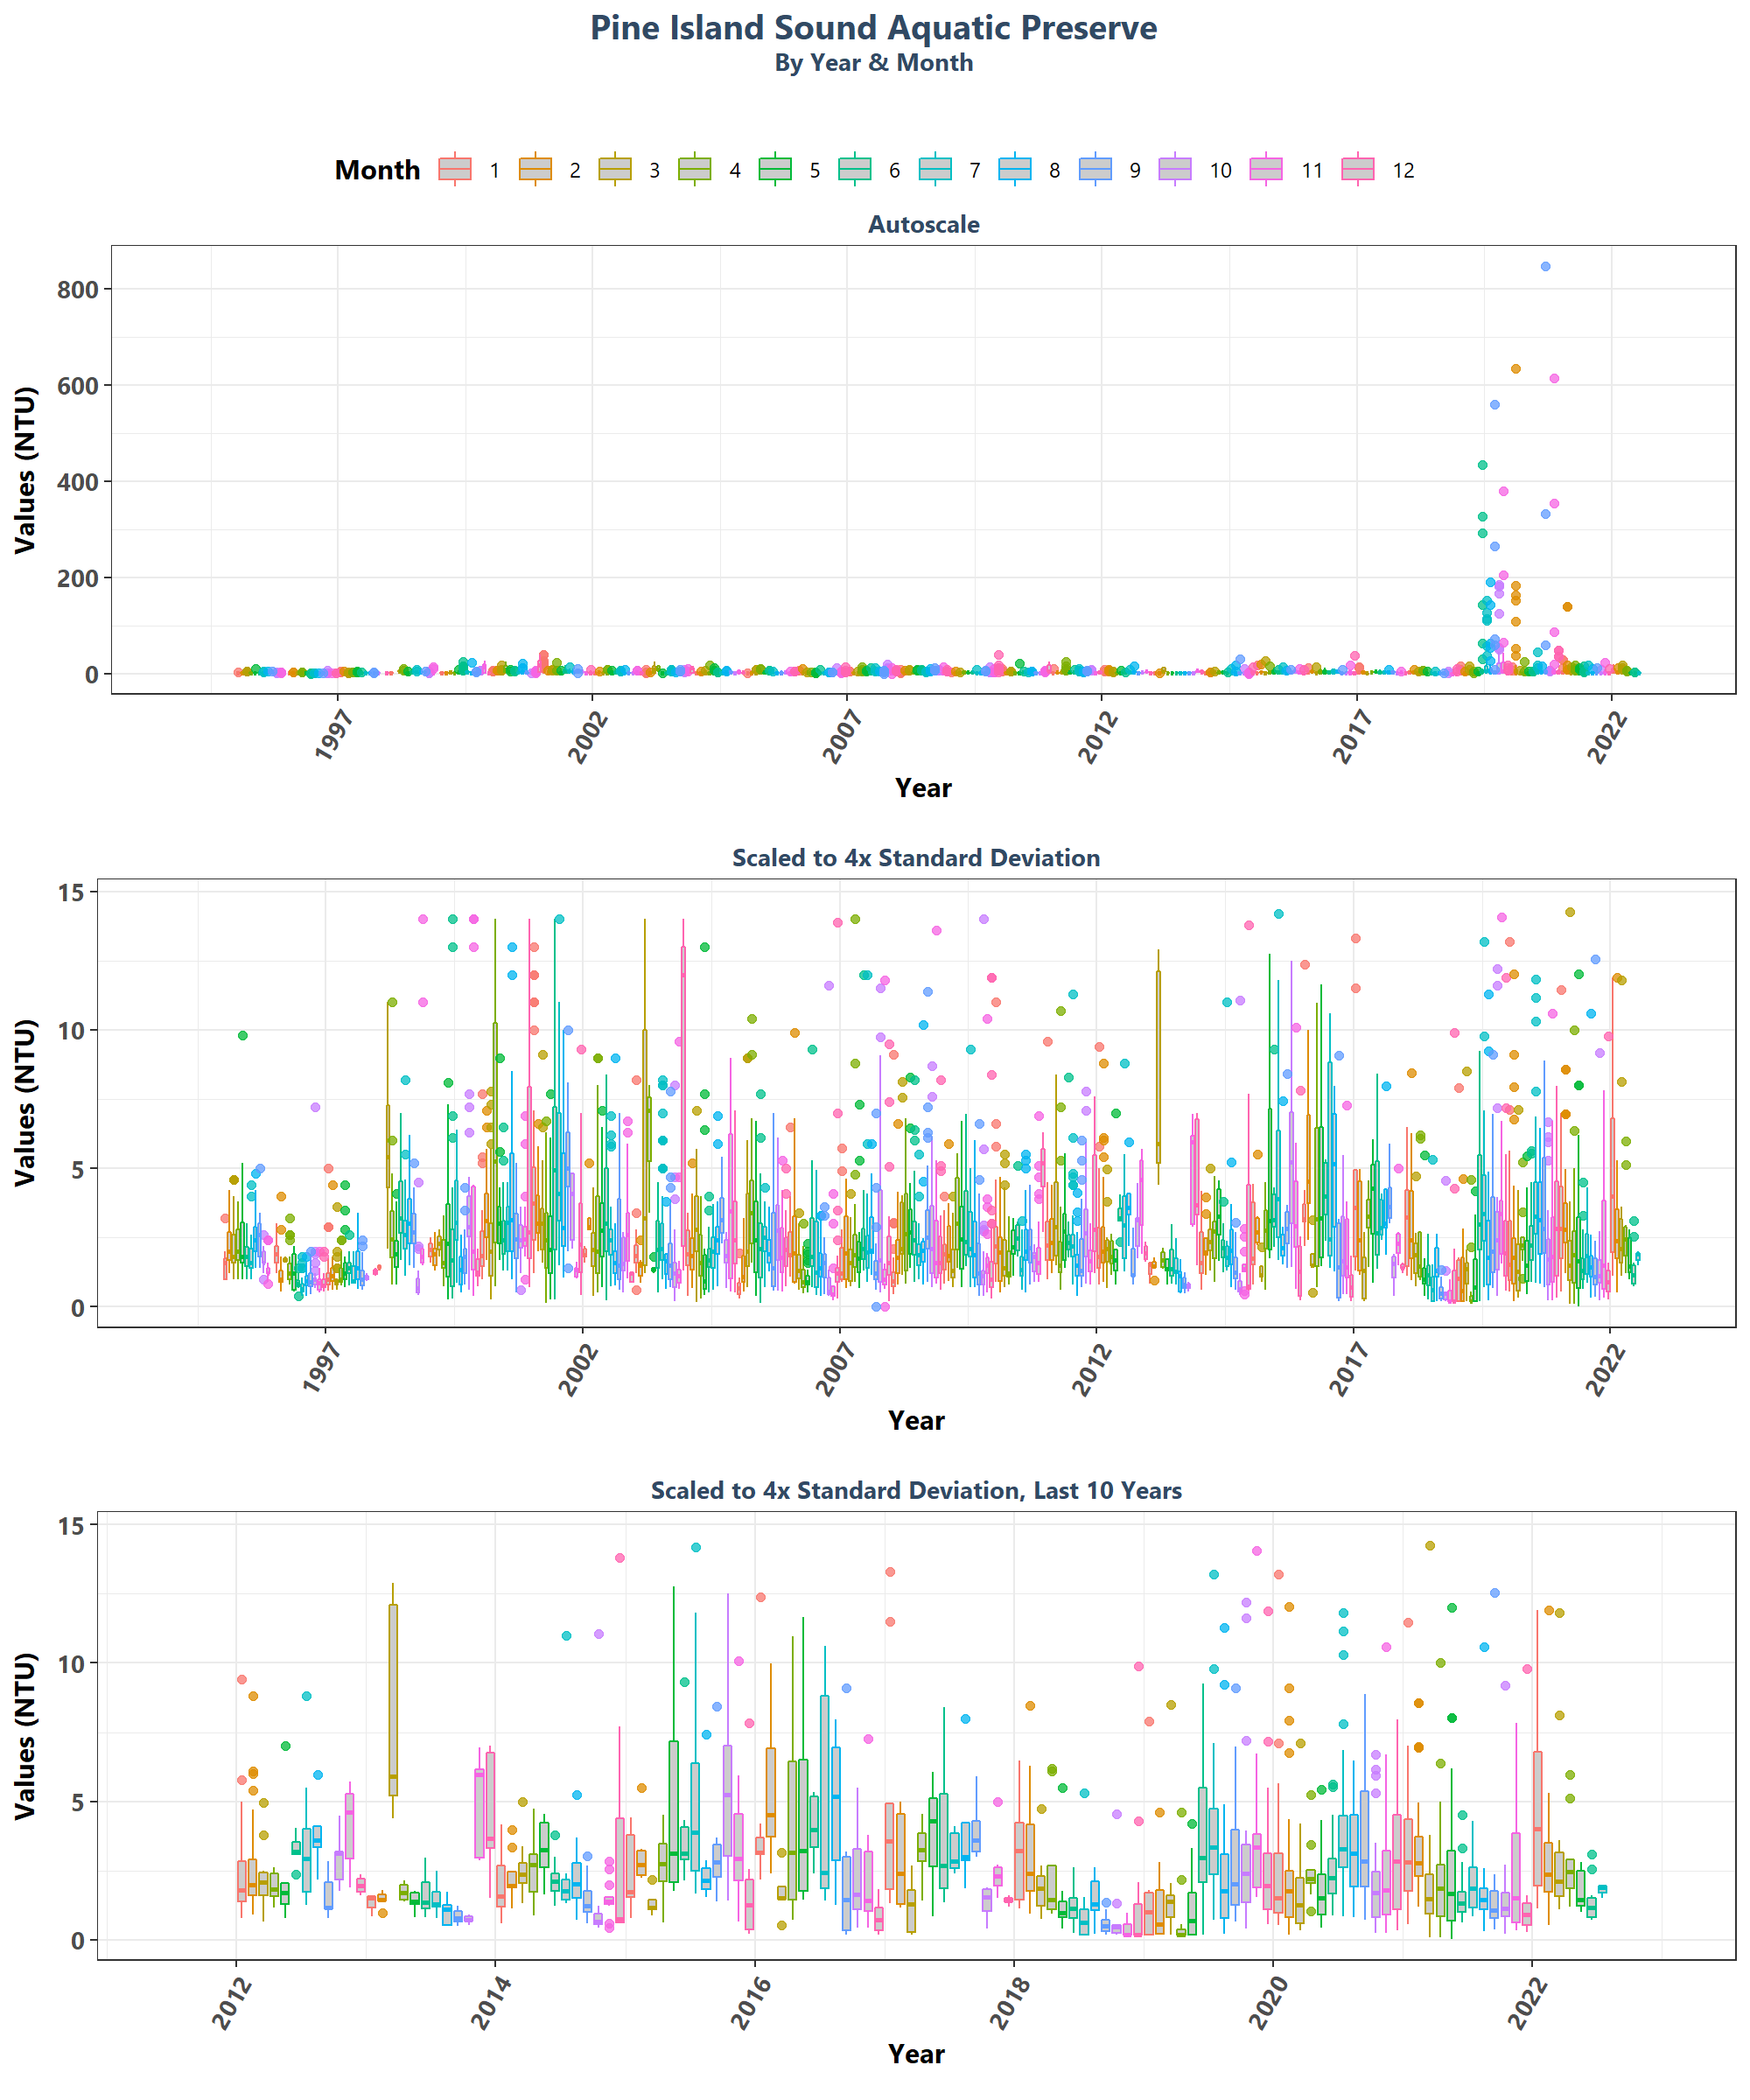 Pine Island Sound Aquatic Preserve
By Year & Month
Month 1 2 3 4 5 6 7 8 9 10 11 12
Autoscale
Values (NTU)
800
600
400
200
0
1997 2002 2007 2012 2017 2022
Year
Scaled to 4x Standard Deviation
Values (NTU)
15
10
5
0
1997 2002 2007 2012 2017 2022
Year
Scaled to 4x Standard Deviation, Last 10 Years
Values (NTU)
15
10
5
0
2012 2014 2016 2018 2020 2022
Year